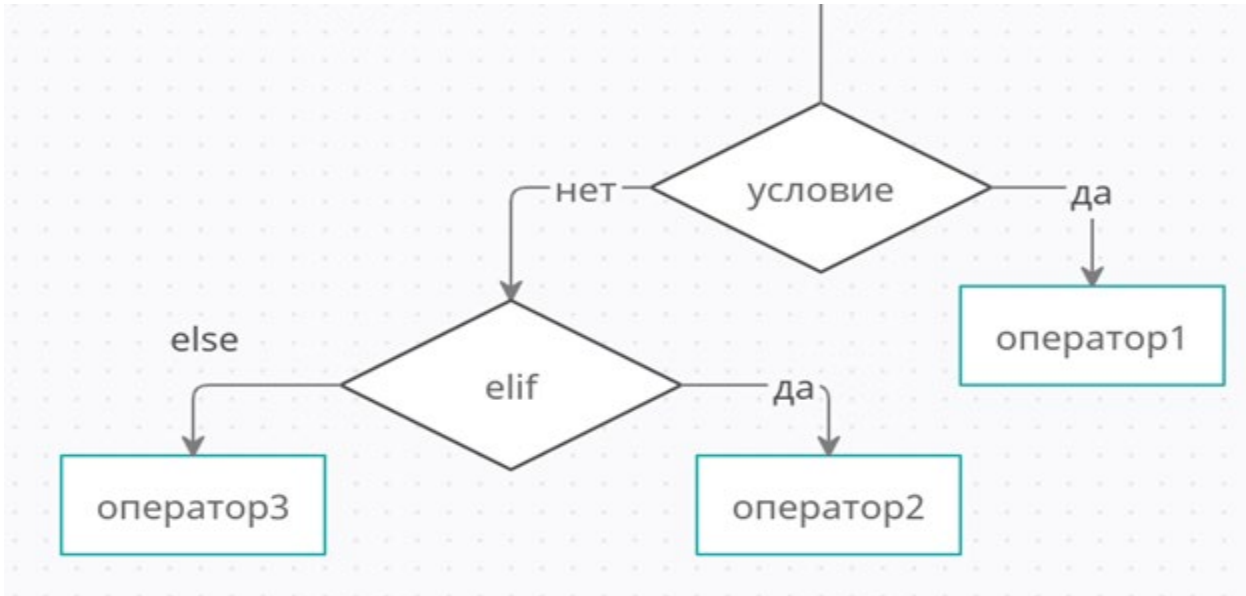 нет
условие
да
оператор1
else
elif
да
оператор3
оператор2